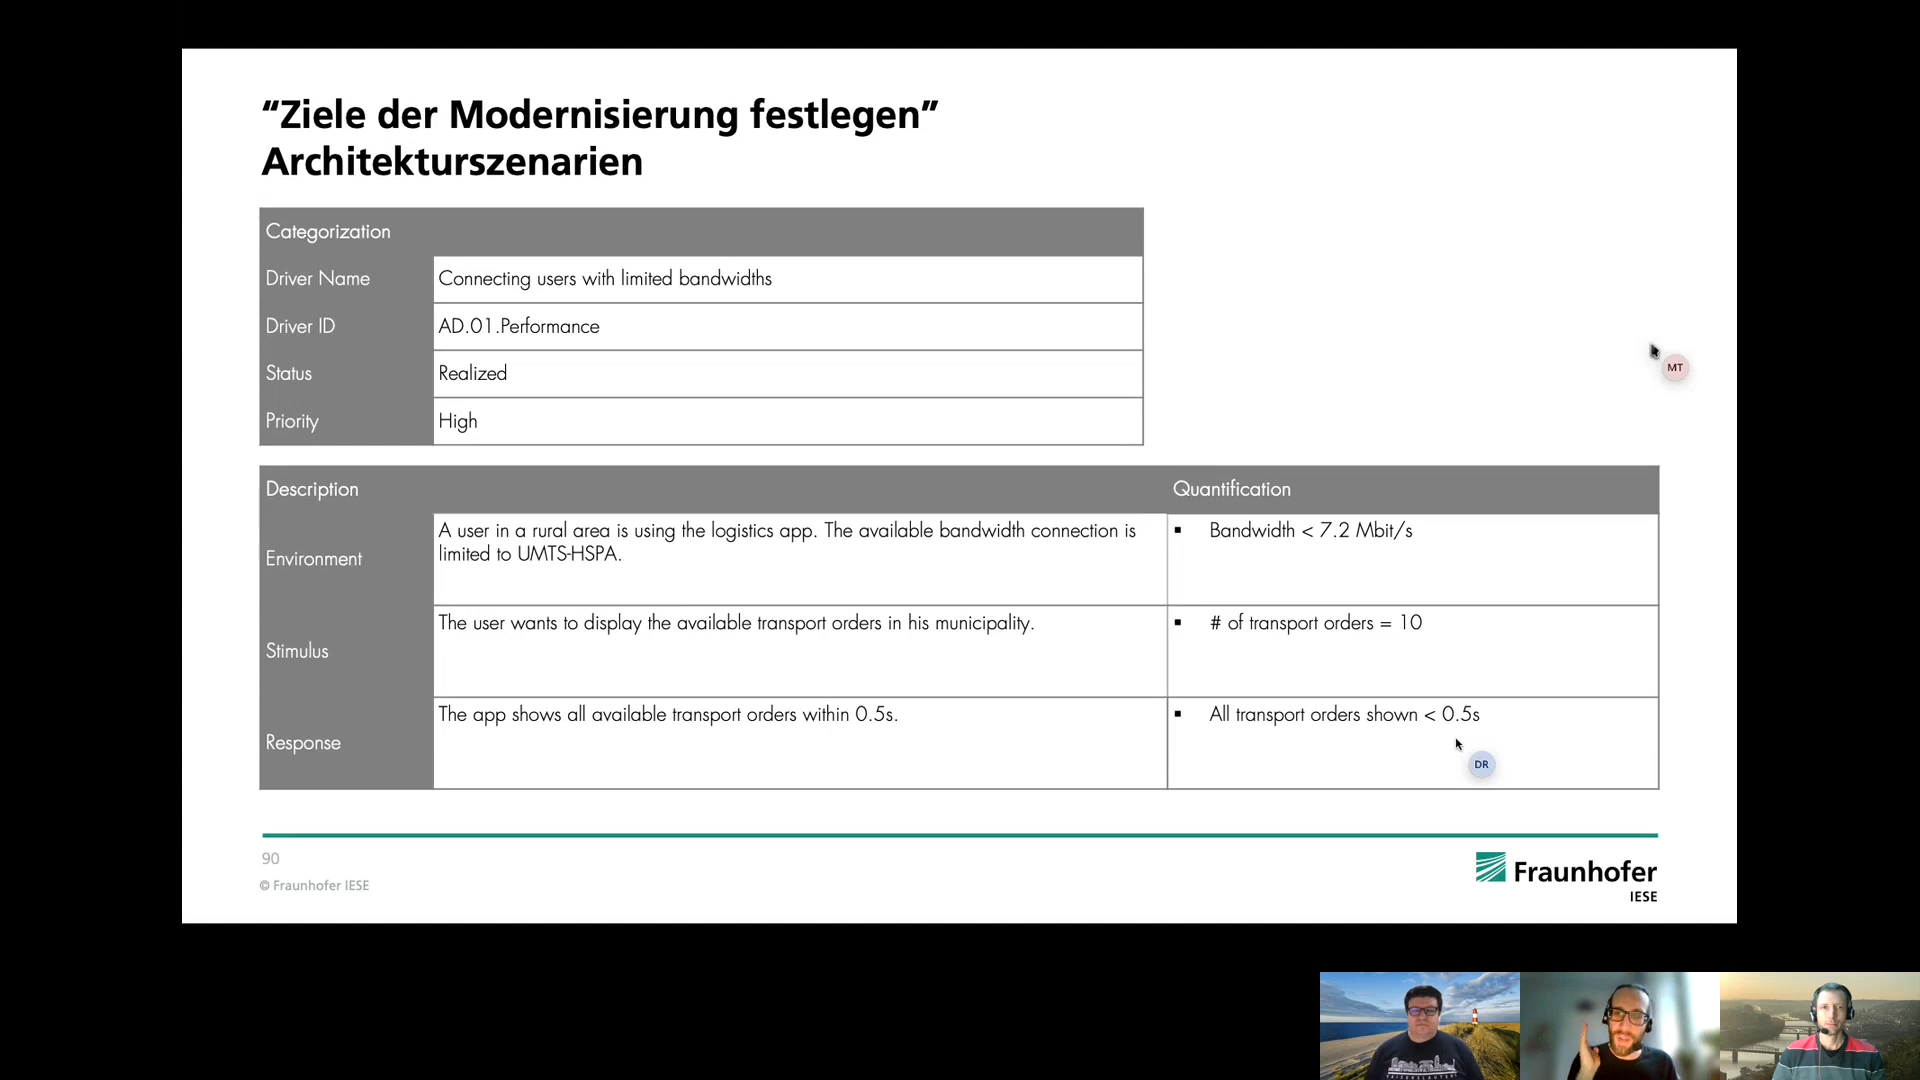 “Ziele der Modernisierung festlegen”
Architekturszenarien
Categorization
Driver Name Connecting users with limited bandwidths
Driver ID AD.01.Performance
Status Realized
Priority High
MT
Description Quantification
Environment A user in a rural area is using the logistics app. The available bandwidth connection is
limited to UMTS-HSPA.
▪ Bandwidth < 7.2 Mbit/s
Stimulus The user wants to display the available transport orders in his municipality.
▪ # of transport orders = 10
Response The app shows all available transport orders within 0.5s.
▪ All transport orders shown < 0.5s
DR
90
© Fraunhofer IESE
Fraunhofer
IESE